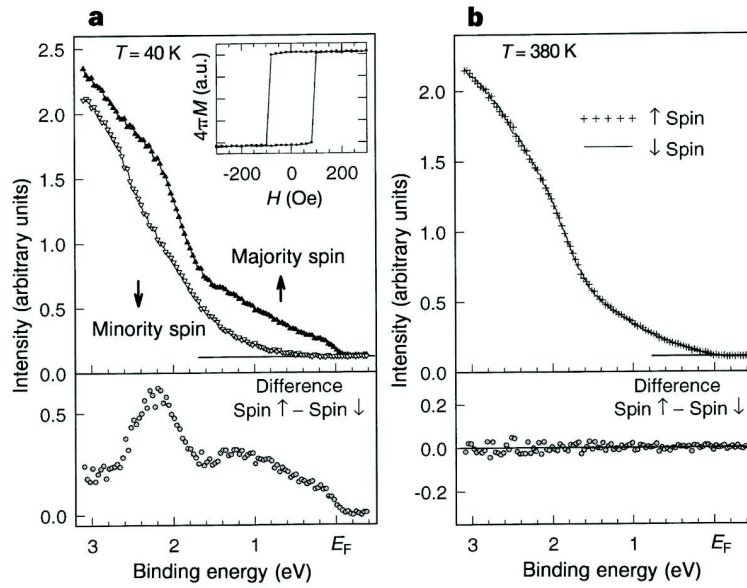 a
T = 40 K
4πM (a.u.)
-200 0 200
H (Oe)
2.5
2.0
1.5
1.0
0.5
0.0
Intensity (arbitrary units)
Majority spin
Minority spin
Difference
Spin ↑ – Spin ↓
0.5
0.0
3 2 1 E_F
Binding energy (eV)
b
T = 380 K
+++++ ↑ Spin
↓ Spin
2.0
1.5
1.0
0.5
0.0
Intensity (arbitrary units)
Difference
Spin ↑ – Spin ↓
0.2
0.0
-0.2
3 2 1 E_F
Binding energy (eV)